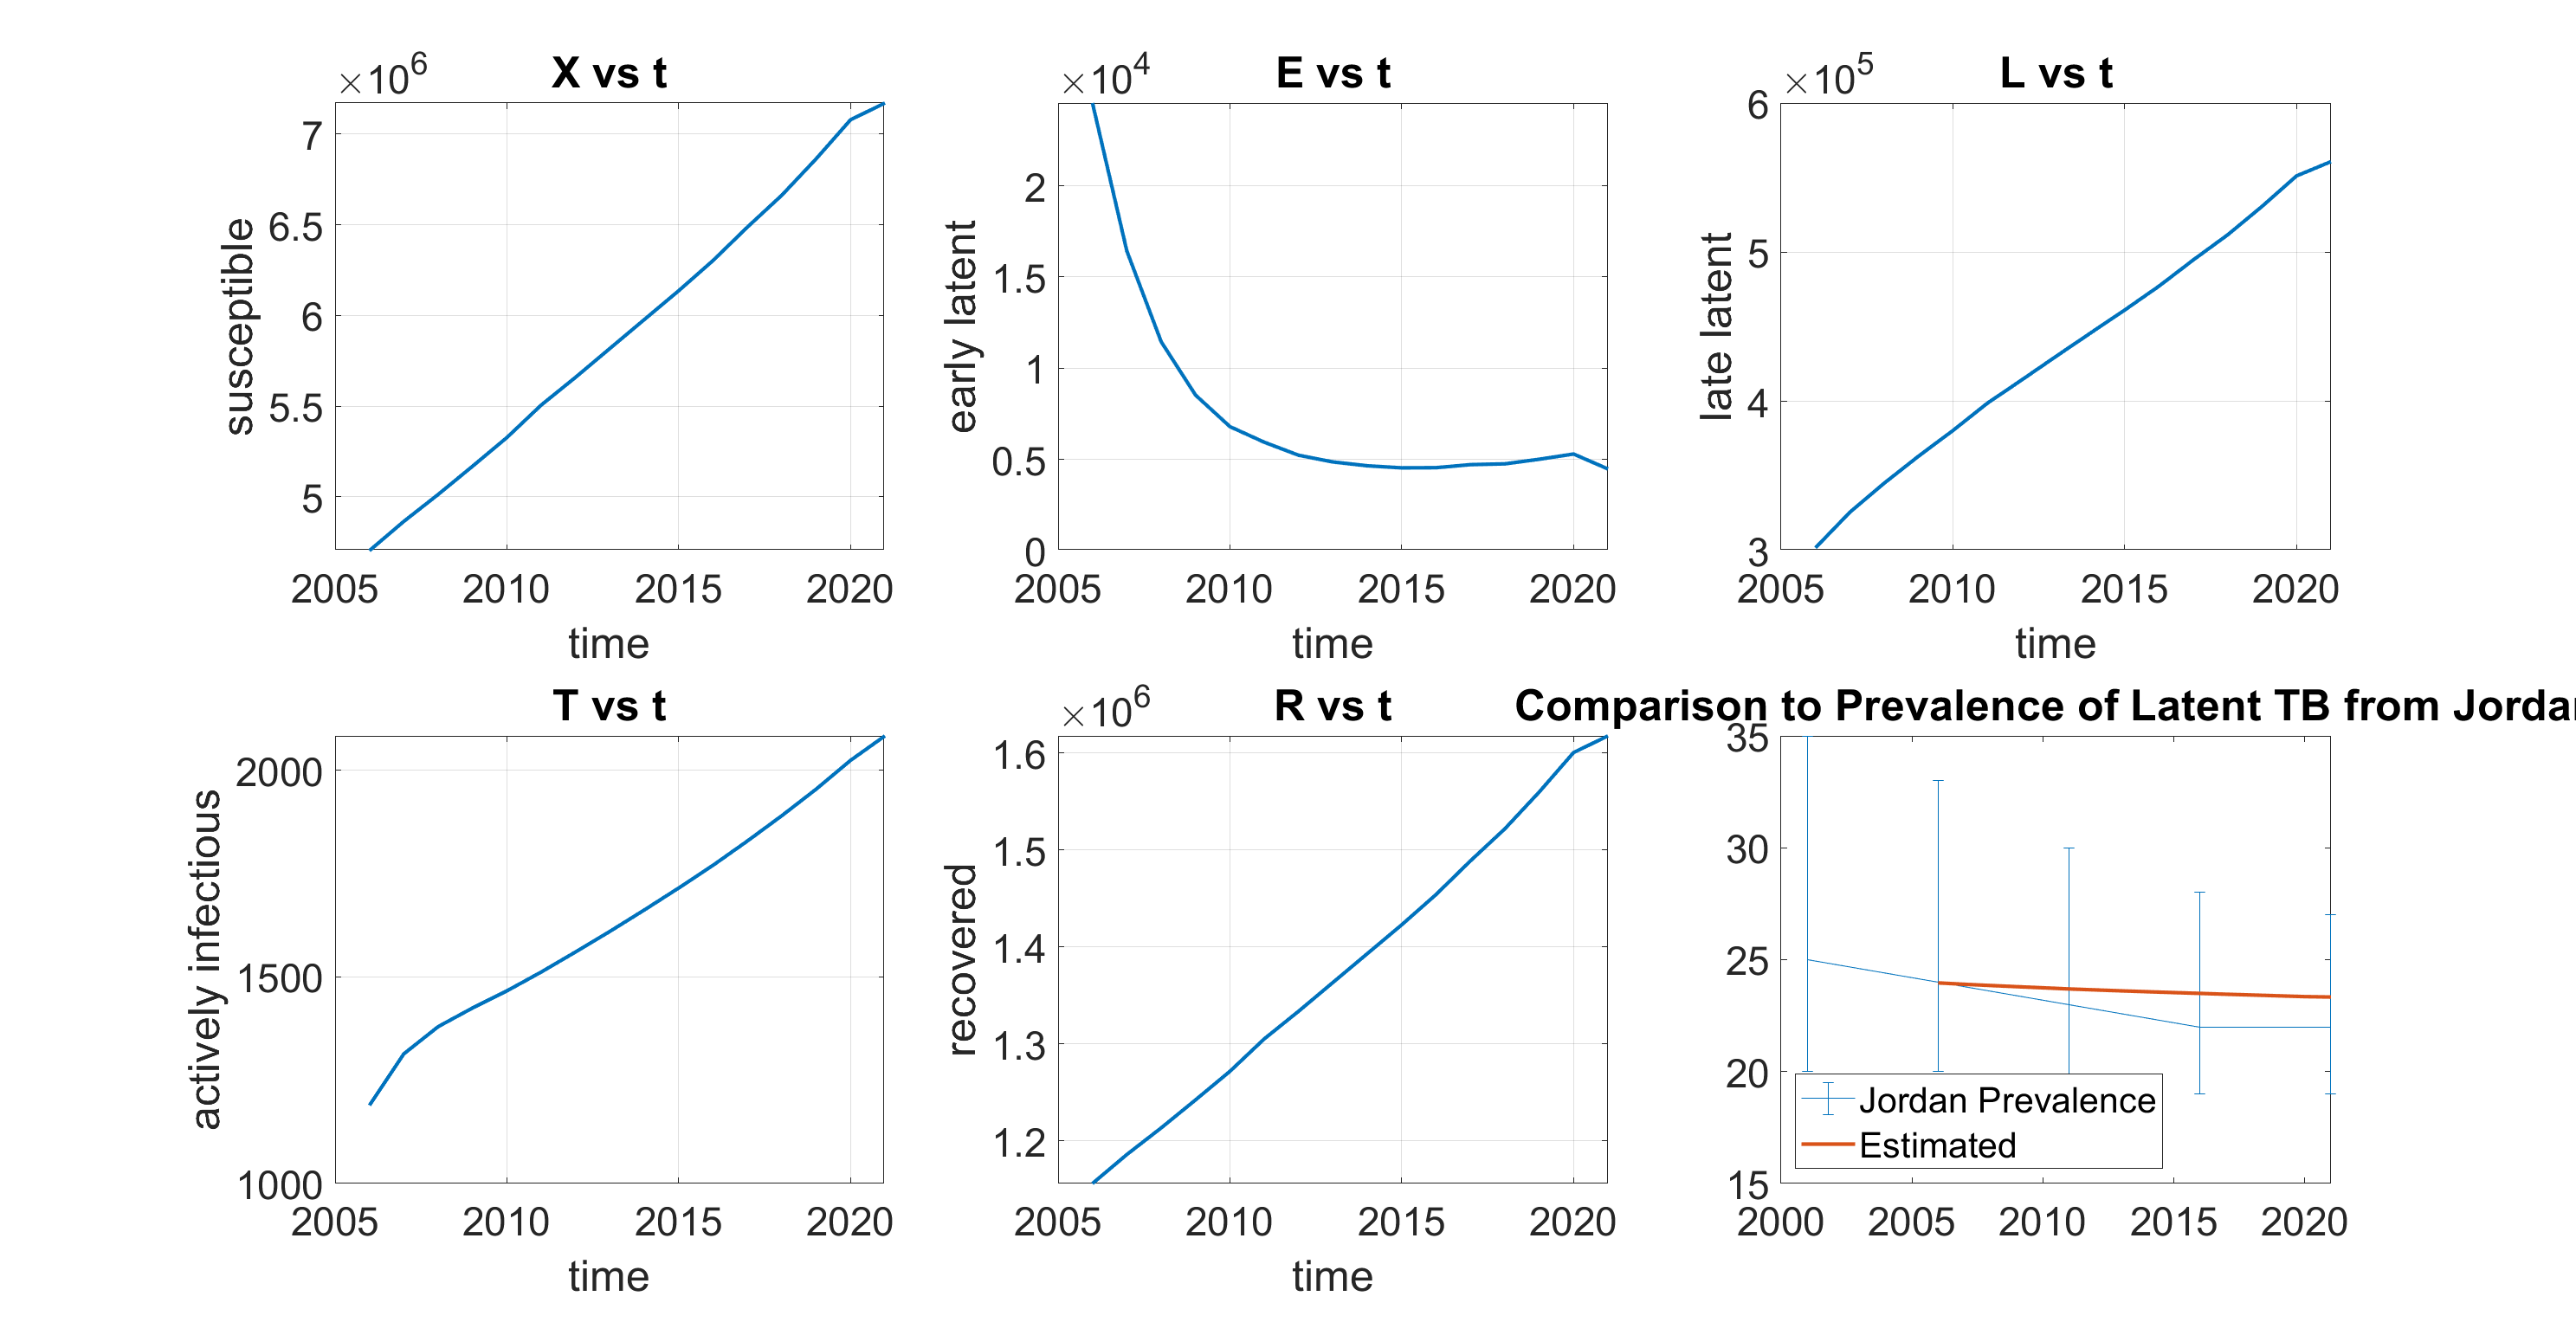 X vs t
×10^6
7
6.5
6
5.5
5
susceptible
2005 2010 2015 2020
time
E vs t
×10^4
2
1.5
1
0.5
0
early latent
2005 2010 2015 2020
time
L vs t
×10^5
6
5
4
3
late latent
2005 2010 2015 2020
time
T vs t
2000
1500
1000
actively infectious
2005 2010 2015 2020
time
R vs t
×10^6
1.6
1.5
1.4
1.3
1.2
recovered
2005 2010 2015 2020
time
Comparison to Prevalence of Latent TB from Jordan
35
30
25
20
15
Jordan Prevalence
Estimated
2000 2005 2010 2015 2020